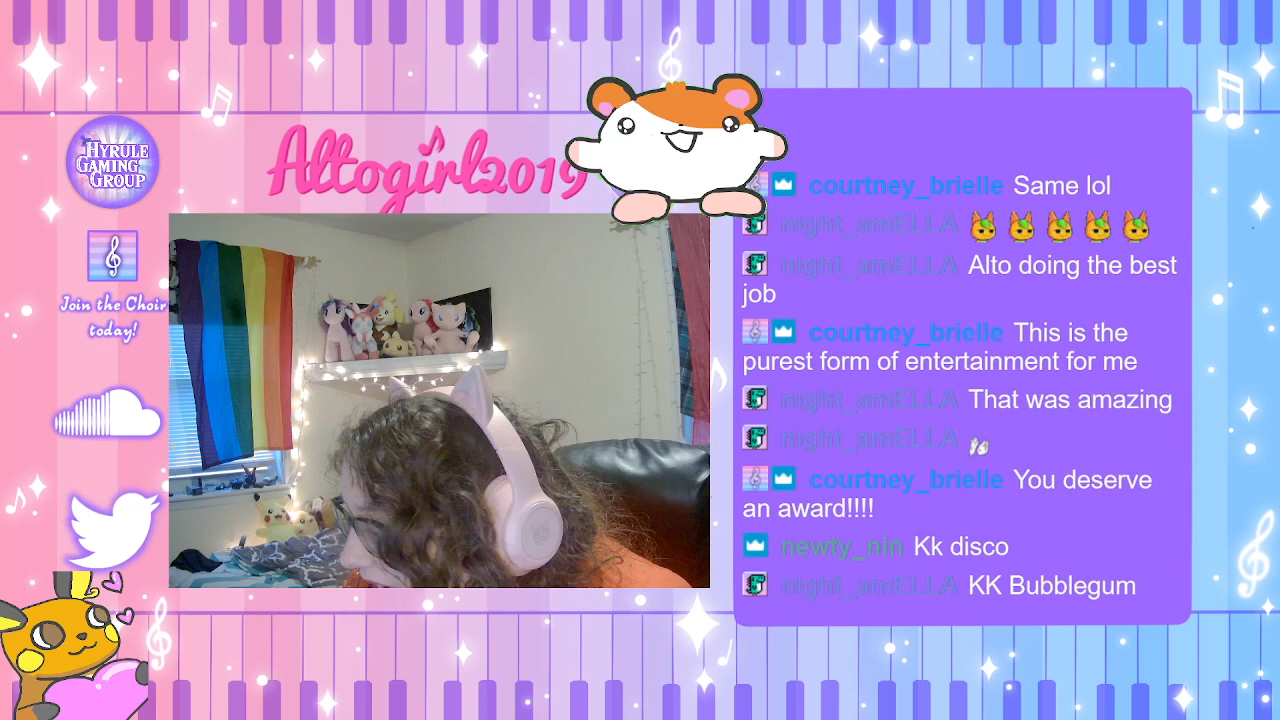 HYRULE
GAMING
GROUP
Join the Choir
today!
Altogirl2019
courtney_brielle Same lol
night_amELLA
night_amELLA Alto doing the best
job
courtney_brielle This is the
purest form of entertainment for me
night_amELLA That was amazing
night_amELLA
courtney_brielle You deserve
an award!!!!
newty_nin Kk disco
night_amELLA KK Bubblegum